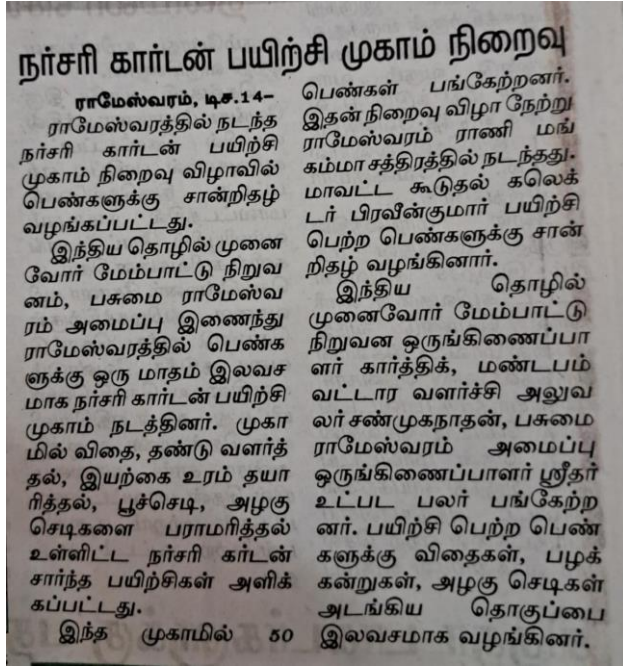 நர்சரி கார்டன் பயிற்சி முகாம் நிறைவு
ராமேஸ்வரம், டிச.14–
ராமேஸ்வரத்தில் நடந்த
நர்சரி கார்டன் பயிற்சி
முகாம் நிறைவு விழாவில்
பெண்களுக்கு சான்றிதழ்
வழங்கப்பட்டது.
இந்திய தொழில் முனை
வோர் மேம்பாட்டு நிறுவ
னம், பசுமை ராமேஸ்வ
ரம் அமைப்பு இணைந்து
ராமேஸ்வரத்தில் பெண்க
ளுக்கு ஒரு மாதம் இலவச
மாக நர்சரி கார்டன் பயிற்சி
முகாம் நடத்தினர். முகா
மில் விதை, தண்டு வளர்த்
தல், இயற்கை உரம் தயா
ரித்தல், பூச்செடி, அழகு
செடிகளை பராமரித்தல்
உள்ளிட்ட நர்சரி கர்டன்
சார்ந்த பயிற்சிகள் அளிக்
கப்பட்டது.
இந்த முகாமில் 50
பெண்கள் பங்கேற்றனர்.
இதன் நிறைவு விழா நேற்று
ராமேஸ்வரம் ராணி மங்
கம்மா சத்திரத்தில் நடந்தது.
மாவட்ட கூடுதல் கலெக்
டர் பிரவீன்குமார் பயிற்சி
பெற்ற பெண்களுக்கு சான்
றிதழ் வழங்கினார்.
இந்திய தொழில்
முனைவோர் மேம்பாட்டு
நிறுவன ஒருங்கிணைப்பா
ளர் கார்த்திக், மண்டபம்
வட்டார வளர்ச்சி அலுவ
லர் சண்முகநாதன், பசுமை
ராமேஸ்வரம் அமைப்பு
ஒருங்கிணைப்பாளர் ஸ்ரீதர்
உட்பட பலர் பங்கேற்ற
னர். பயிற்சி பெற்ற பெண்
களுக்கு விதைகள், பழக்
கன்றுகள், அழகு செடிகள்
அடங்கிய தொகுப்பை
இலவசமாக வழங்கினர்.